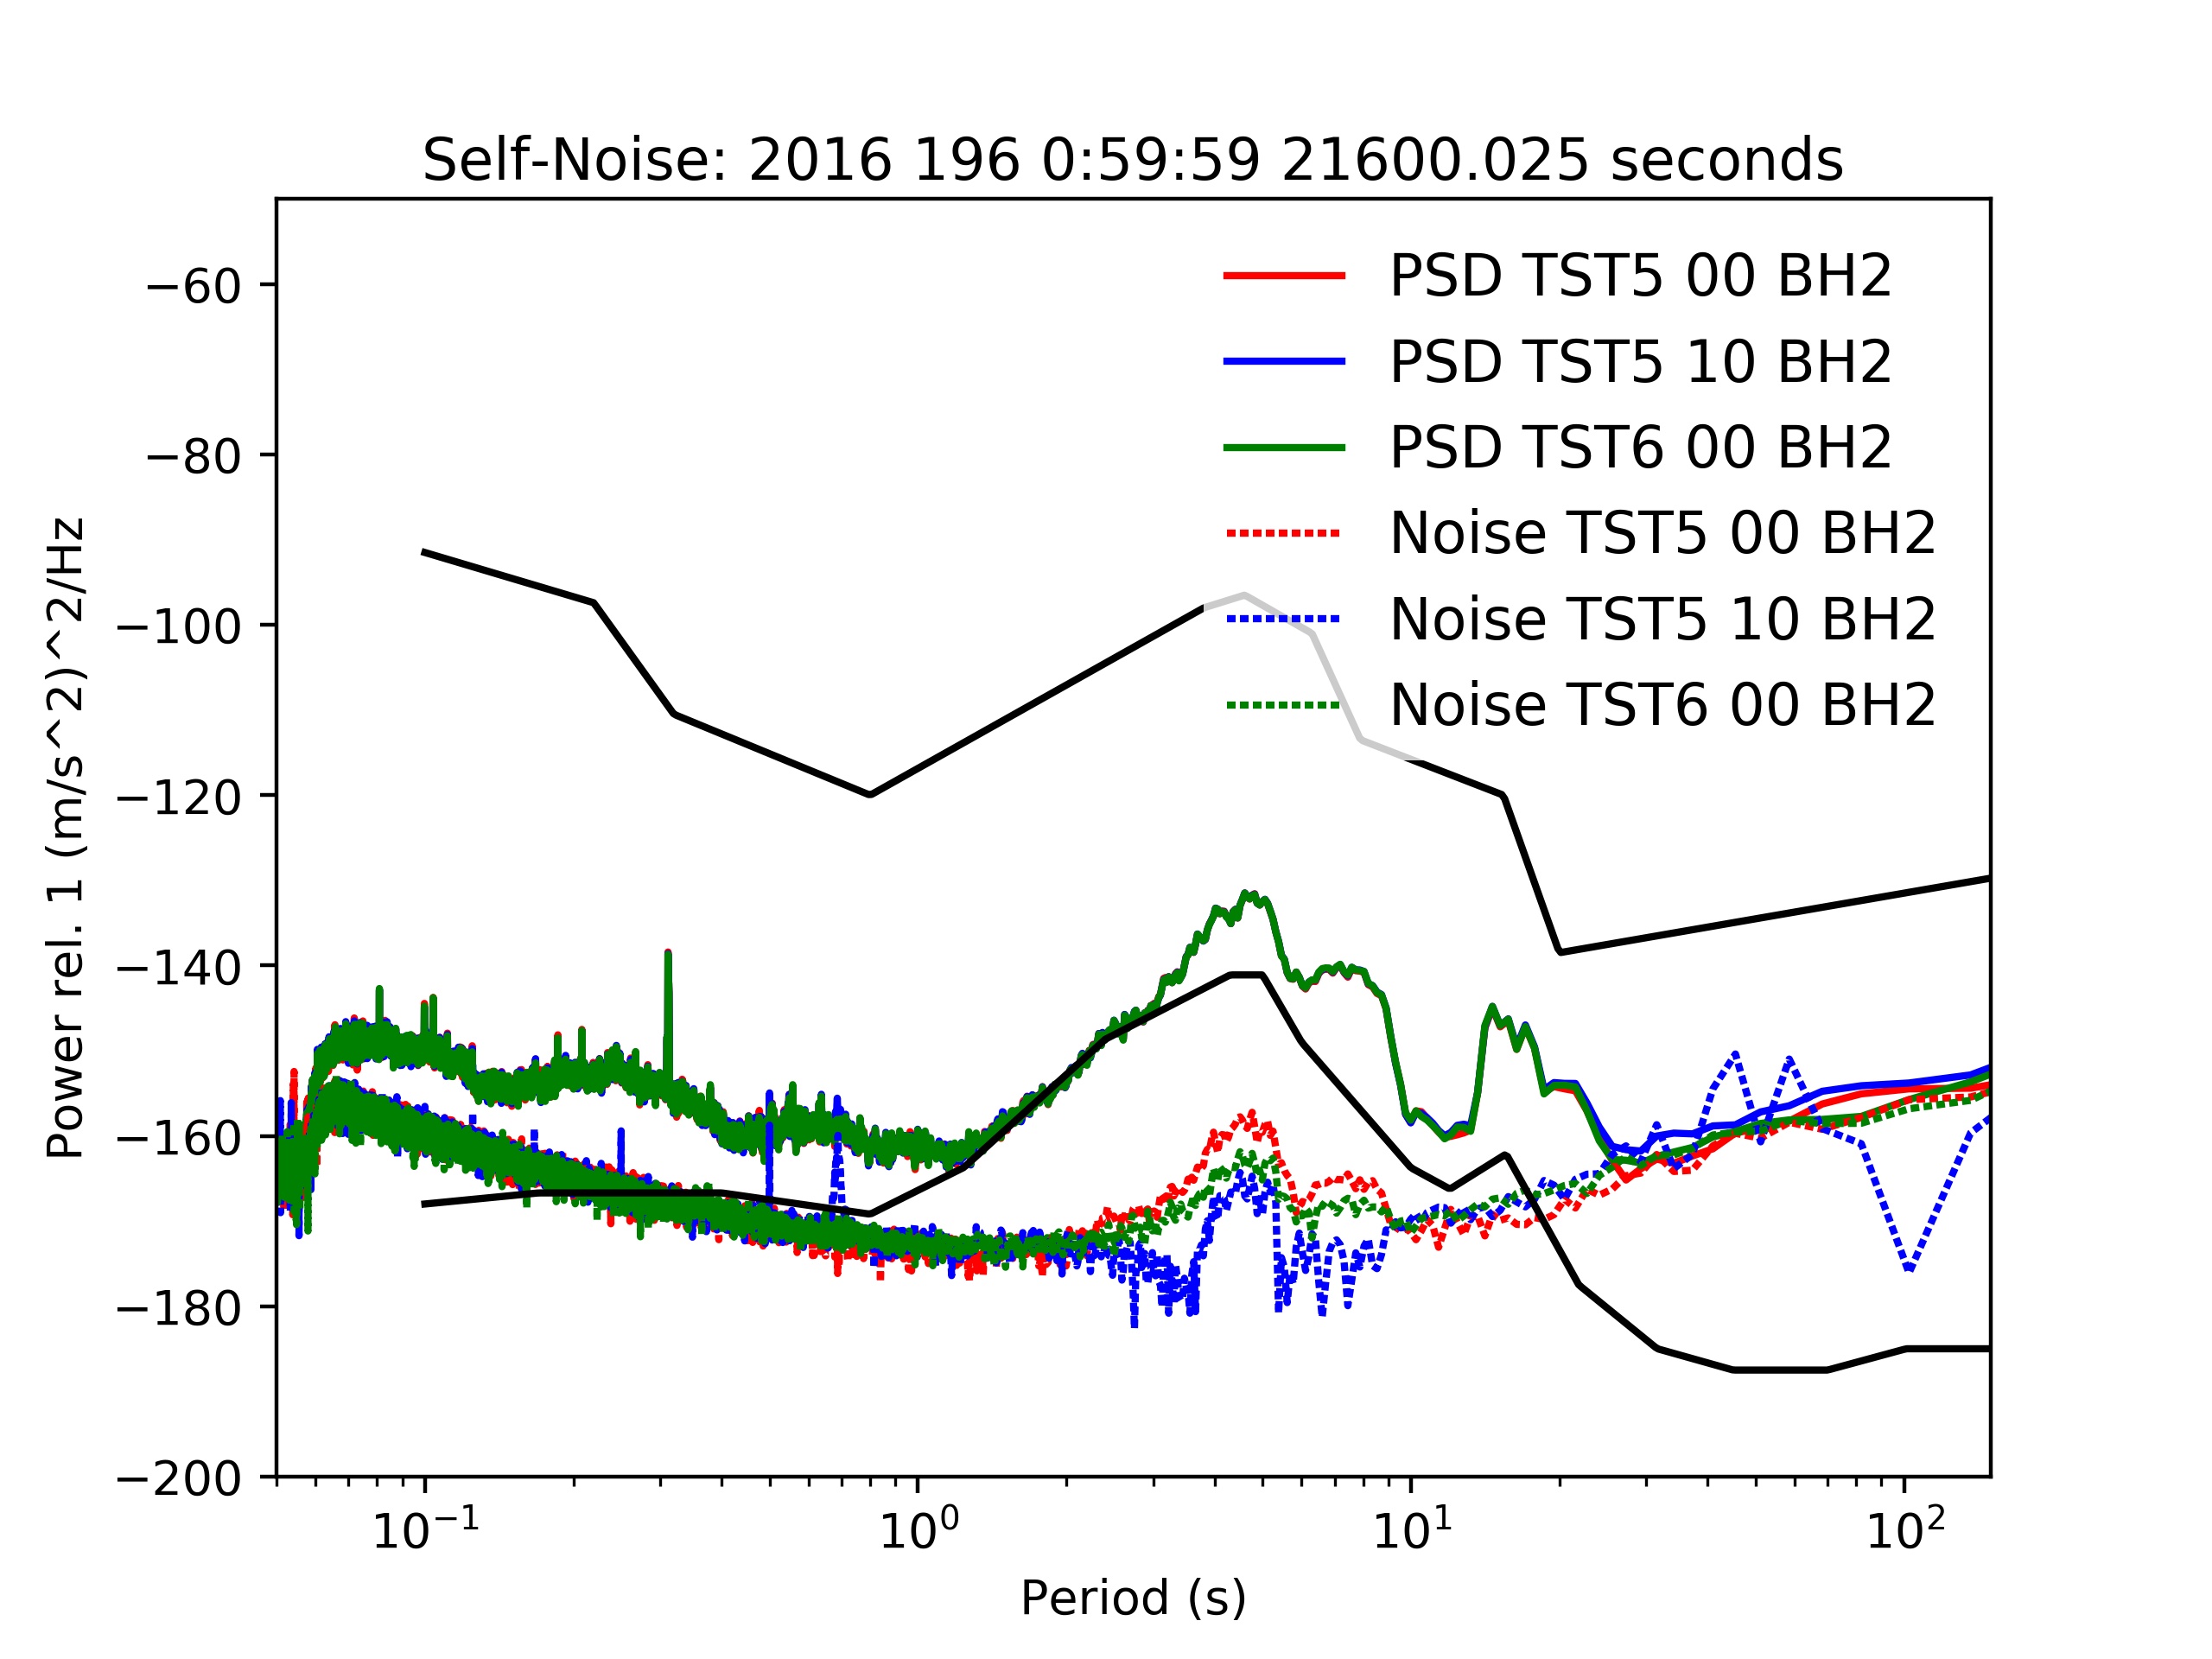 Self-Noise: 2016 196 0:59:59 21600.025 seconds
PSD TST5 00 BH2
PSD TST5 10 BH2
PSD TST6 00 BH2
Noise TST5 00 BH2
Noise TST5 10 BH2
Noise TST6 00 BH2
Power rel. 1 (m/s^2)^2/Hz
−60
−80
−100
−120
−140
−160
−180
−200
10⁻¹
10⁰
10¹
10²
Period (s)